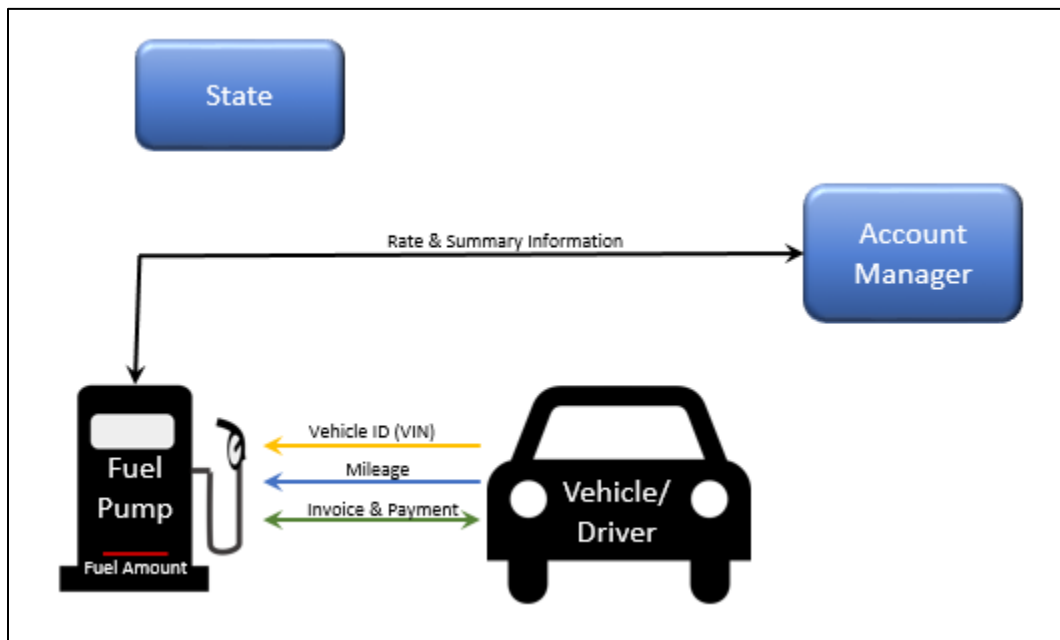 State
Rate & Summary Information
Account
Manager
Vehicle ID (VIN)
Mileage
Invoice & Payment
Fuel
Pump
Fuel Amount
Vehicle/
Driver